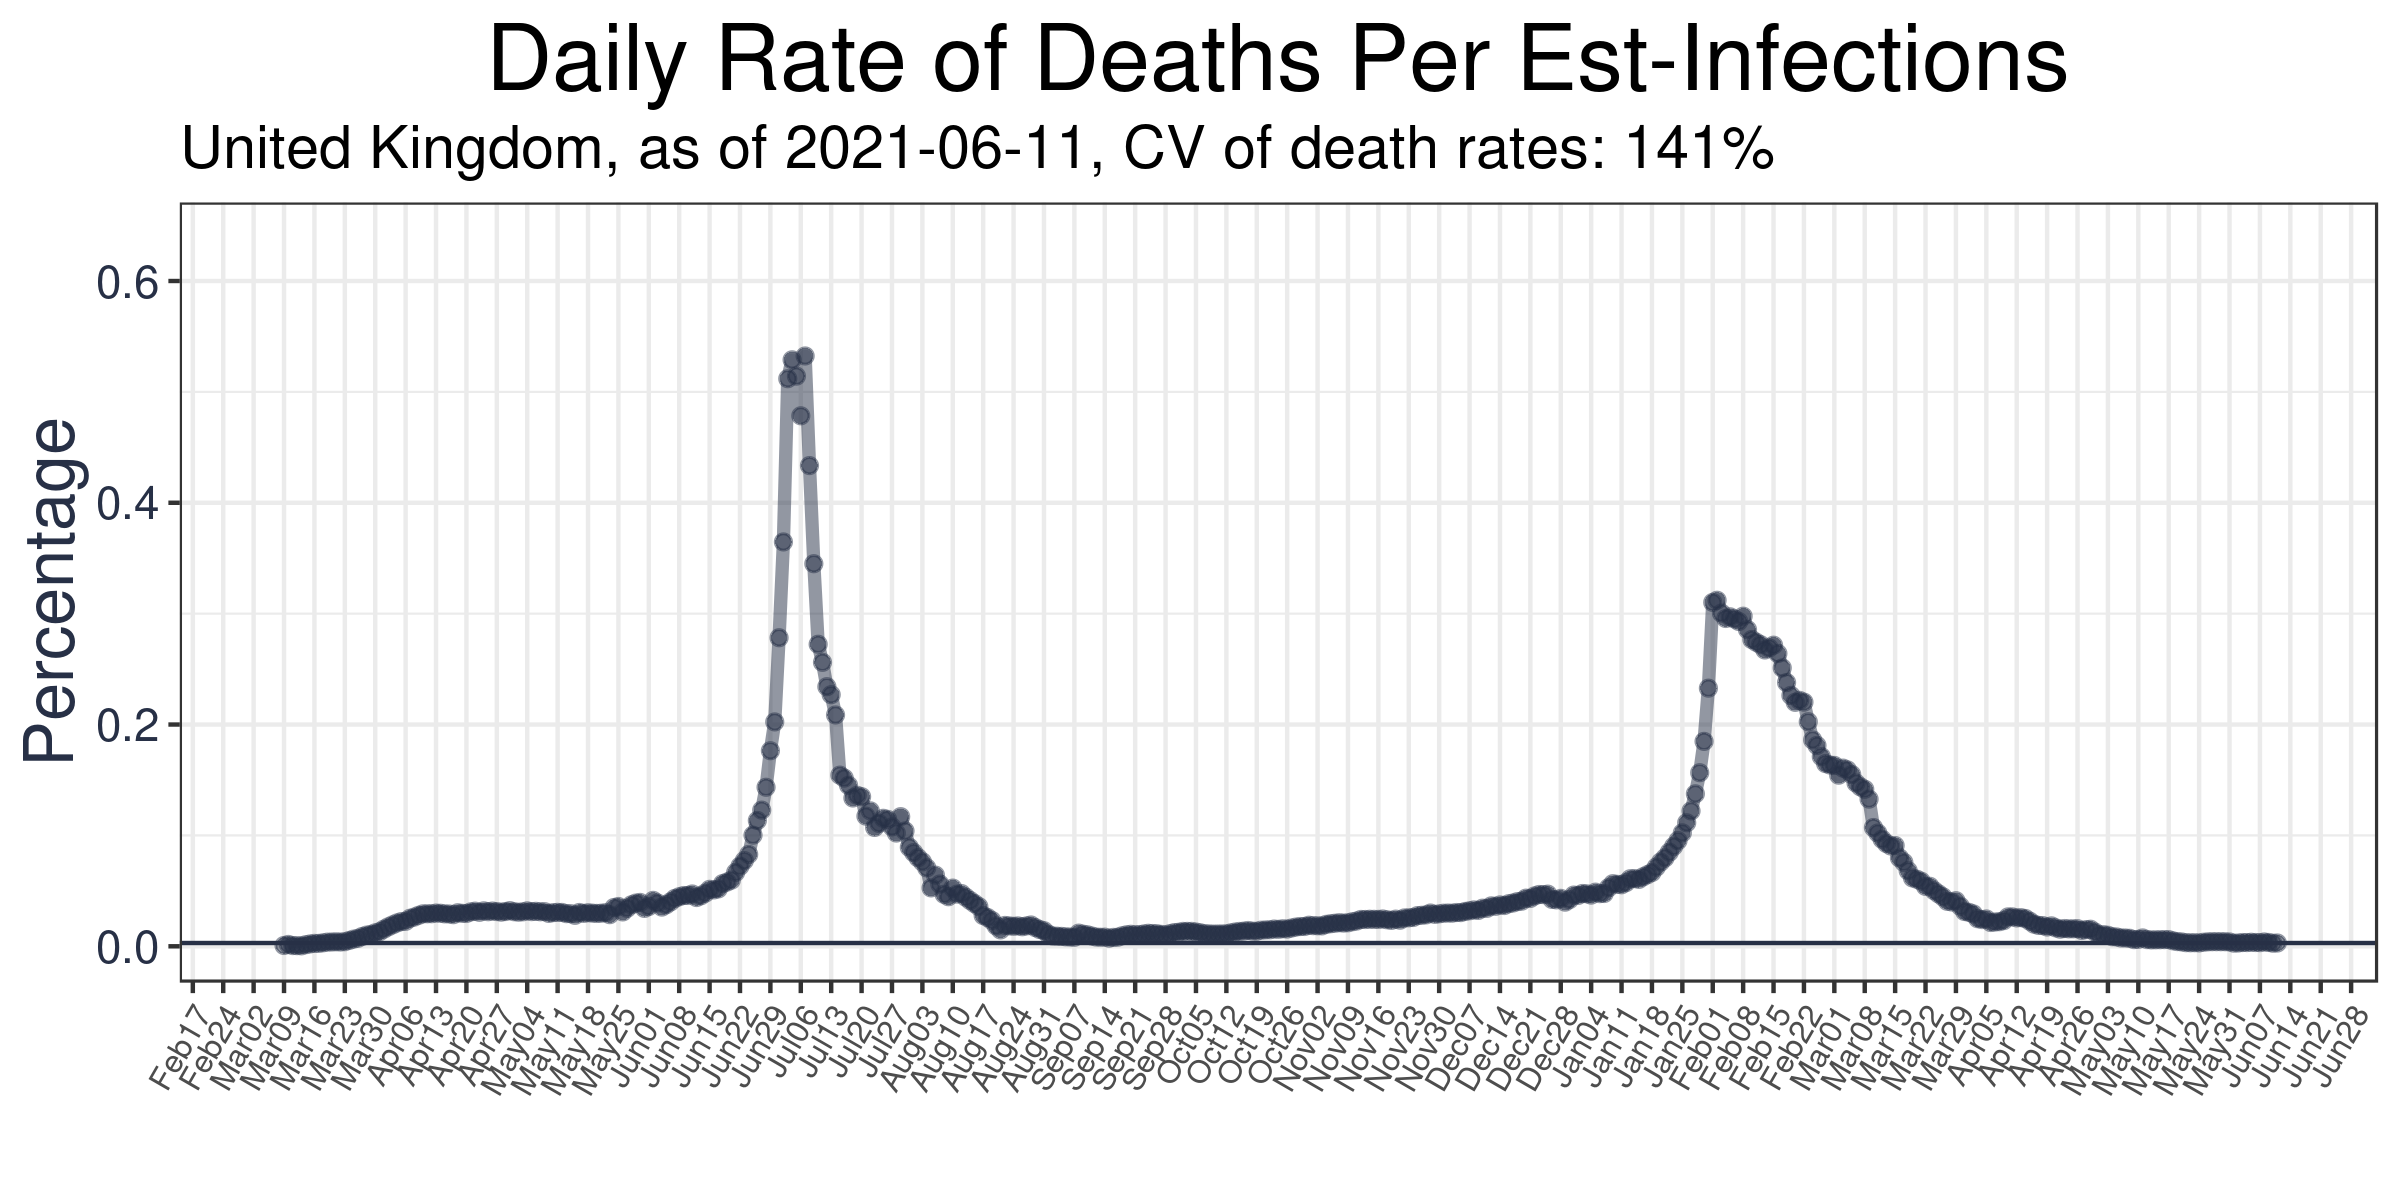 Daily Rate of Deaths Per Est-Infections
United Kingdom, as of 2021-06-11, CV of death rates: 141%
Percentage
0.6
0.4
0.2
0.0
Feb17
Feb24
Mar02
Mar09
Mar16
Mar23
Mar30
Apr06
Apr13
Apr20
Apr27
May04
May11
May18
May25
Jun01
Jun08
Jun15
Jun22
Jun29
Jul06
Jul13
Jul20
Jul27
Aug03
Aug10
Aug17
Aug24
Aug31
Sep07
Sep14
Sep21
Sep28
Oct05
Oct12
Oct19
Oct26
Nov02
Nov09
Nov16
Nov23
Nov30
Dec07
Dec14
Dec21
Dec28
Jan04
Jan11
Jan18
Jan25
Feb01
Feb08
Feb15
Feb22
Mar01
Mar08
Mar15
Mar22
Mar29
Apr05
Apr12
Apr19
Apr26
May03
May10
May17
May24
May31
Jun07
Jun14
Jun21
Jun28